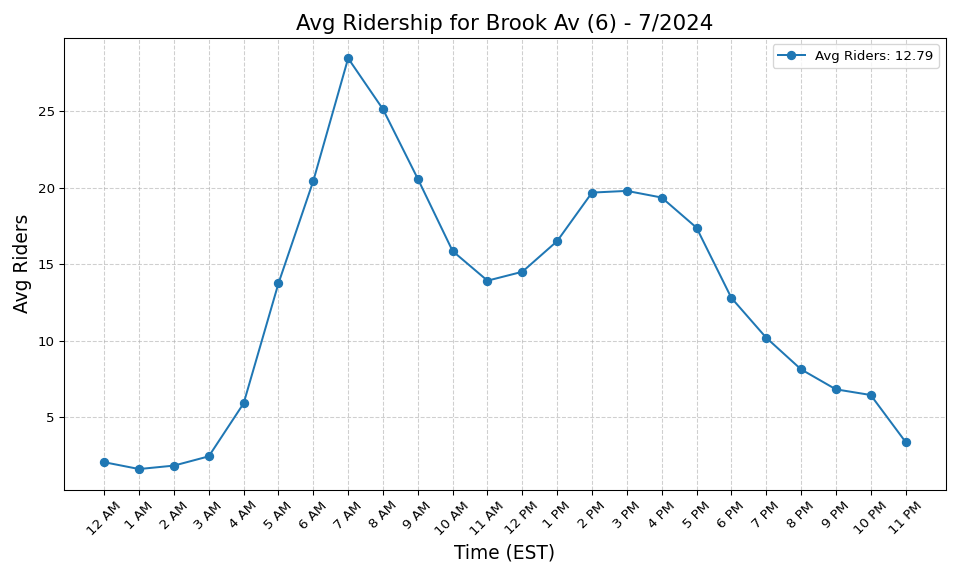 Avg Ridership for Brook Av (6) - 7/2024
Avg Riders: 12.79
Avg Riders
25
20
15
10
5
12 AM
1 AM
2 AM
3 AM
4 AM
5 AM
6 AM
7 AM
8 AM
9 AM
10 AM
11 AM
12 PM
1 PM
2 PM
3 PM
4 PM
5 PM
6 PM
7 PM
8 PM
9 PM
10 PM
11 PM
Time (EST)